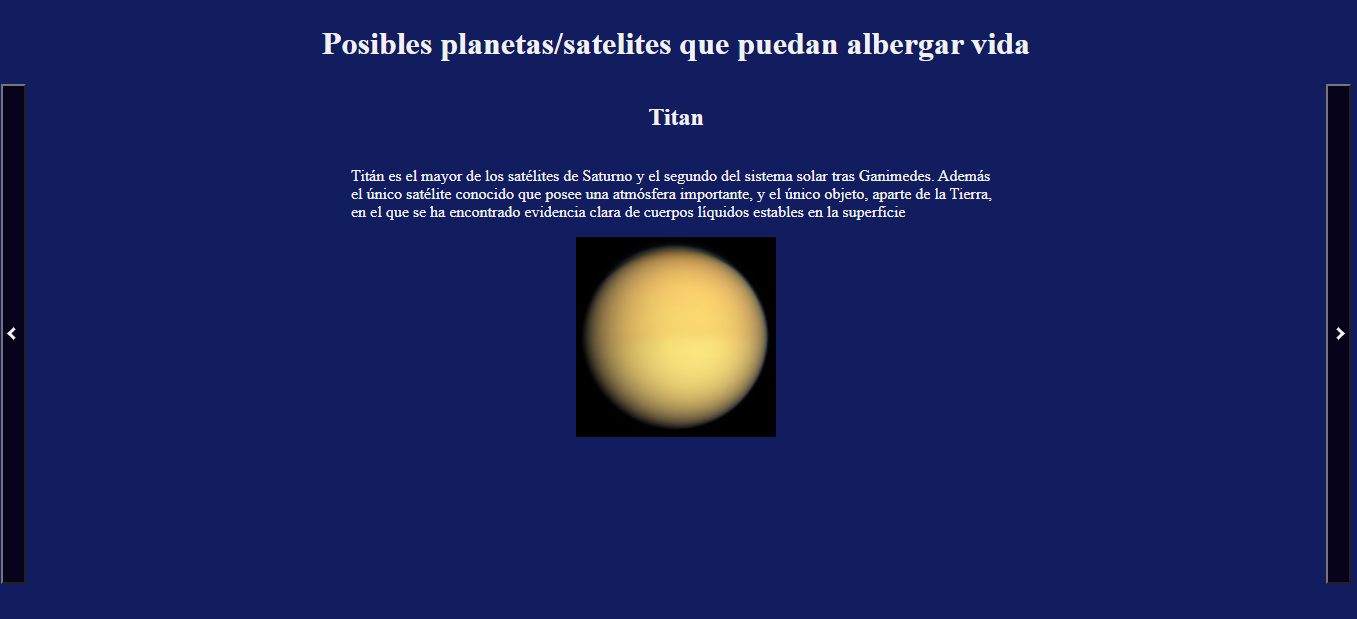 Posibles planetas/satelites que puedan albergar vida
Titan
Titán es el mayor de los satélites de Saturno y el segundo del sistema solar tras Ganimedes. Además
el único satélite conocido que posee una atmósfera importante, y el único objeto, aparte de la Tierra,
en el que se ha encontrado evidencia clara de cuerpos líquidos estables en la superficie